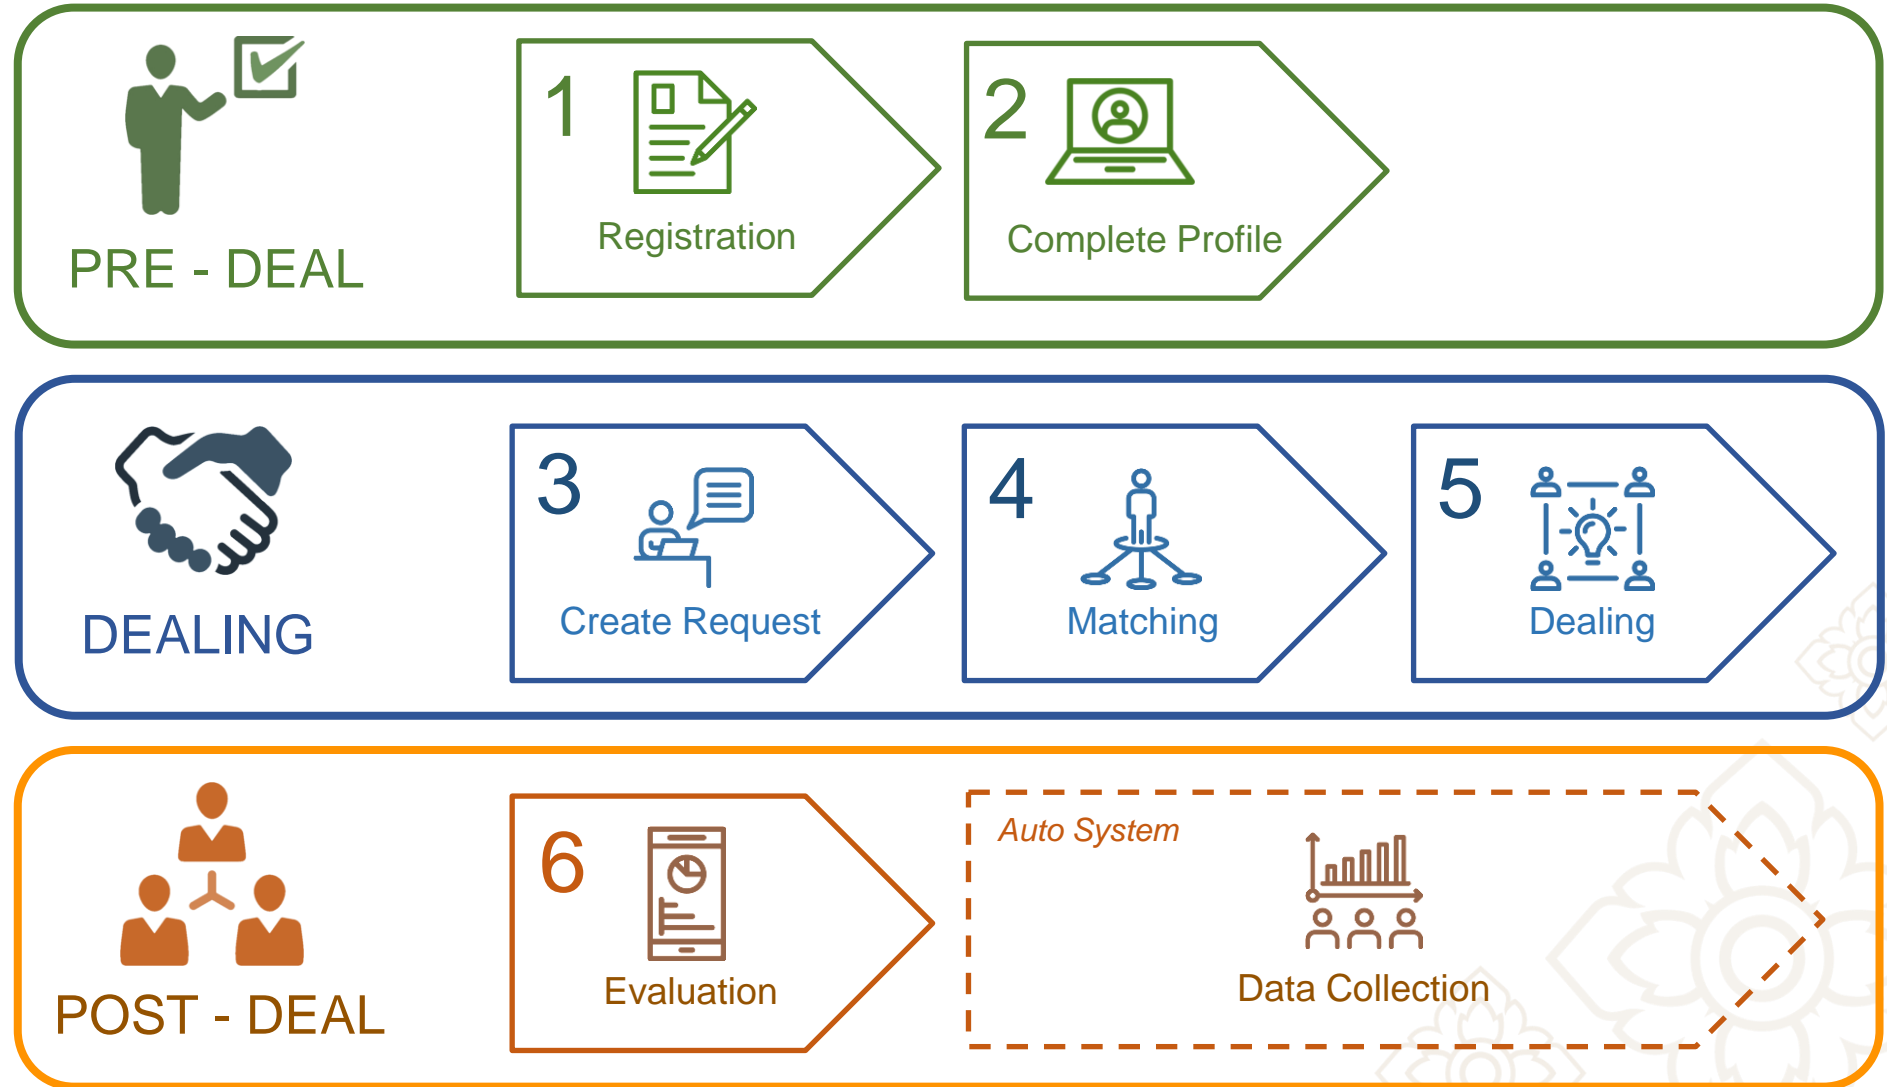 PRE - DEAL
1
Registration
2
Complete Profile
DEALING
3
Create Request
4
Matching
5
Dealing
POST - DEAL
6
Evaluation
Auto System
Data Collection